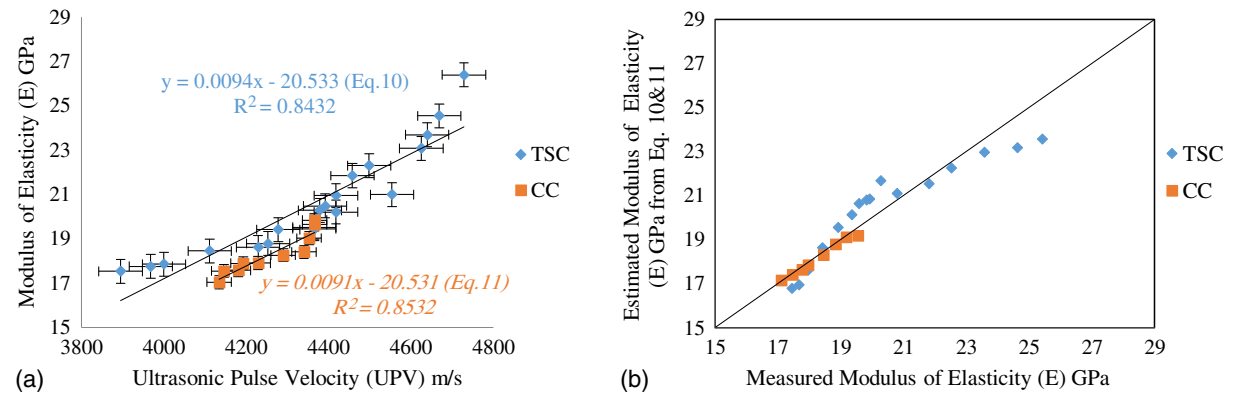 29
27
25
23
21
19
17
15
Modulus of Elasticity (E) GPa
y = 0.0094x - 20.533 (Eq.10)
R² = 0.8432
TSC
CC
y = 0.0091x - 20.531 (Eq.11)
R² = 0.8532
3800 4000 4200 4400 4600 4800
(a) Ultrasonic Pulse Velocity (UPV) m/s
29
27
25
23
21
19
17
15
Estimated Modulus of Elasticity
(E) GPa from Eq. 10&11
TSC
CC
15 17 19 21 23 25 27 29
(b) Measured Modulus of Elasticity (E) GPa